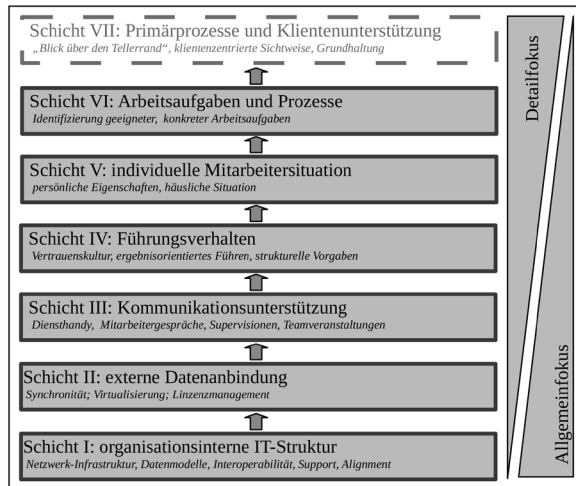 Schicht VII: Primärprozesse und Klientenunterstützung
„Blick über den Tellerrand“, klientenzentrierte Sichtweise, Grundhaltung
Schicht VI: Arbeitsaufgaben und Prozesse
Identifizierung geeigneter, konkreter Arbeitsaufgaben
Schicht V: individuelle Mitarbeitersituation
persönliche Eigenschaften, häusliche Situation
Schicht IV: Führungsverhalten
Vertrauenskultur, ergebnisorientiertes Führen, strukturelle Vorgaben
Schicht III: Kommunikationsunterstützung
Diensthandy, Mitarbeitergespräche, Supervisionen, Teamveranstaltungen
Schicht II: externe Datenanbindung
Synchronität; Virtualisierung; Linzenzmanagement
Schicht I: organisationsinterne IT-Struktur
Netzwerk-Infrastruktur, Datenmodelle, Interoperabilität, Support, Alignment
Detailfokus
Allgemeinfokus